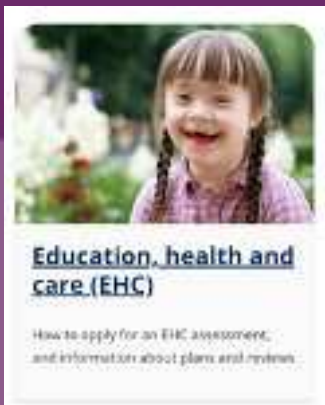 Education, health and
care (EHC)
How to apply for an EHC assessment,
and information about plans and reviews